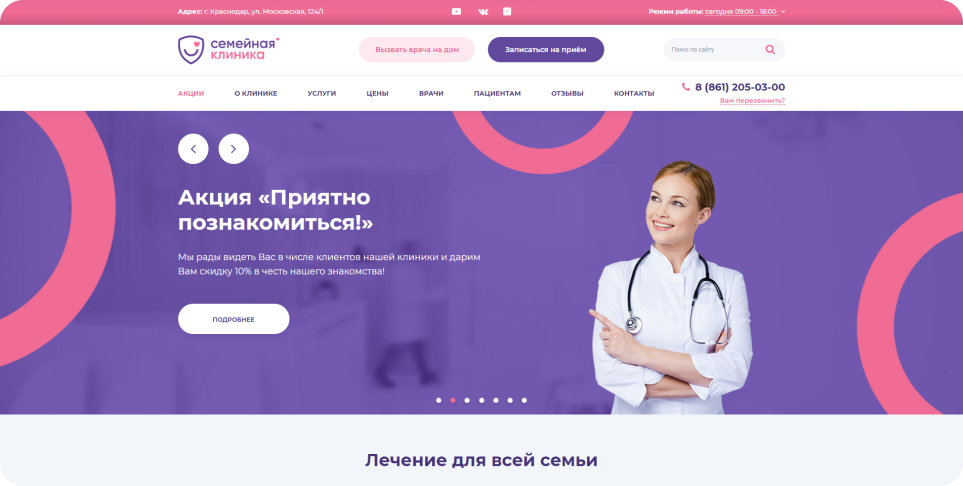 Адрес: г. Краснодар, ул. Московская, 124/1
Режим работы: сегодня 09:00 - 18:00
семейная
клиника
Вызвать врача на дом
Записаться на приём
Поиск по сайту
АКЦИИ
О КЛИНИКЕ
УСЛУГИ
ЦЕНЫ
ВРАЧИ
ПАЦИЕНТАМ
ОТЗЫВЫ
КОНТАКТЫ
8 (861) 205-03-00
Вам перезвонить?
Акция «Приятно
познакомиться!»
Мы рады видеть Вас в числе клиентов нашей клиники и дарим
Вам скидку 10% в честь нашего знакомства!
ПОДРОБНЕЕ
Лечение для всей семьи